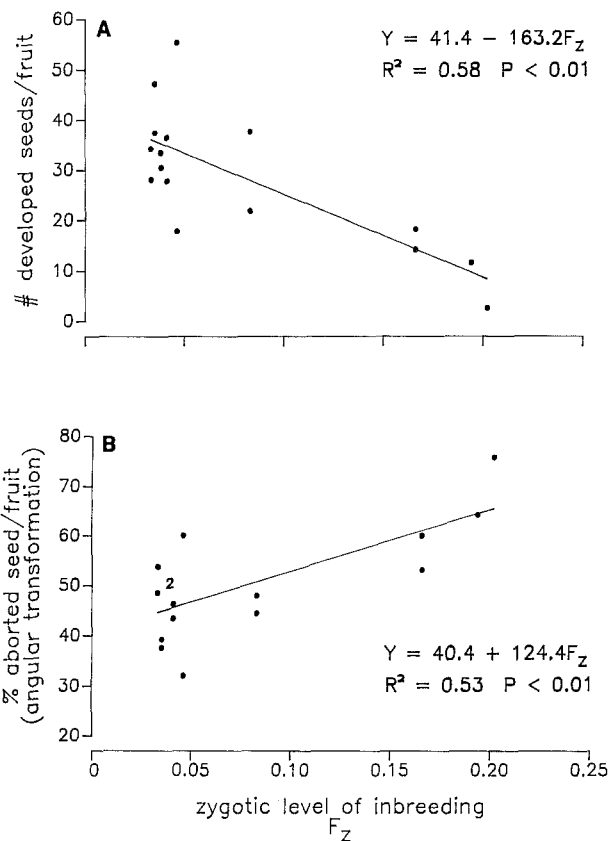 A
Y = 41.4 − 163.2F_Z
R² = 0.58 P < 0.01
# developed seeds/fruit
60
50
40
30
20
10
0
B
% aborted seed/fruit
(angular transformation)
80
70
60
50
40
30
20
2
Y = 40.4 + 124.4F_Z
R² = 0.53 P < 0.01
0 0.05 0.10 0.15 0.20 0.25
zygotic level of inbreeding
F_Z